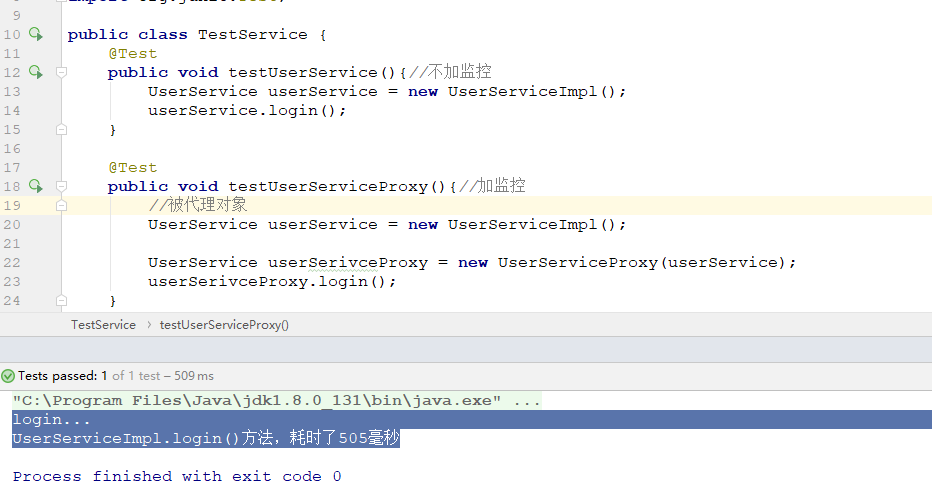 9
10 public class TestService {
11 @Test
12 public void testUserService(){//不加监控
13 UserService userService = new UserServiceImpl();
14 userService.login();
15 }
16
17 @Test
18 public void testUserServiceProxy(){//加监控
19 //被代理对象
20 UserService userService = new UserServiceImpl();
21
22 UserService userSerivceProxy = new UserServiceProxy(userService);
23 userSerivceProxy.login();
24 }
TestService › testUserServiceProxy()
Tests passed: 1 of 1 test – 509 ms
"C:\Program Files\Java\jdk1.8.0_131\bin\java.exe" ...
login...
UserServiceImpl.login()方法，耗时了505毫秒
Process finished with exit code 0